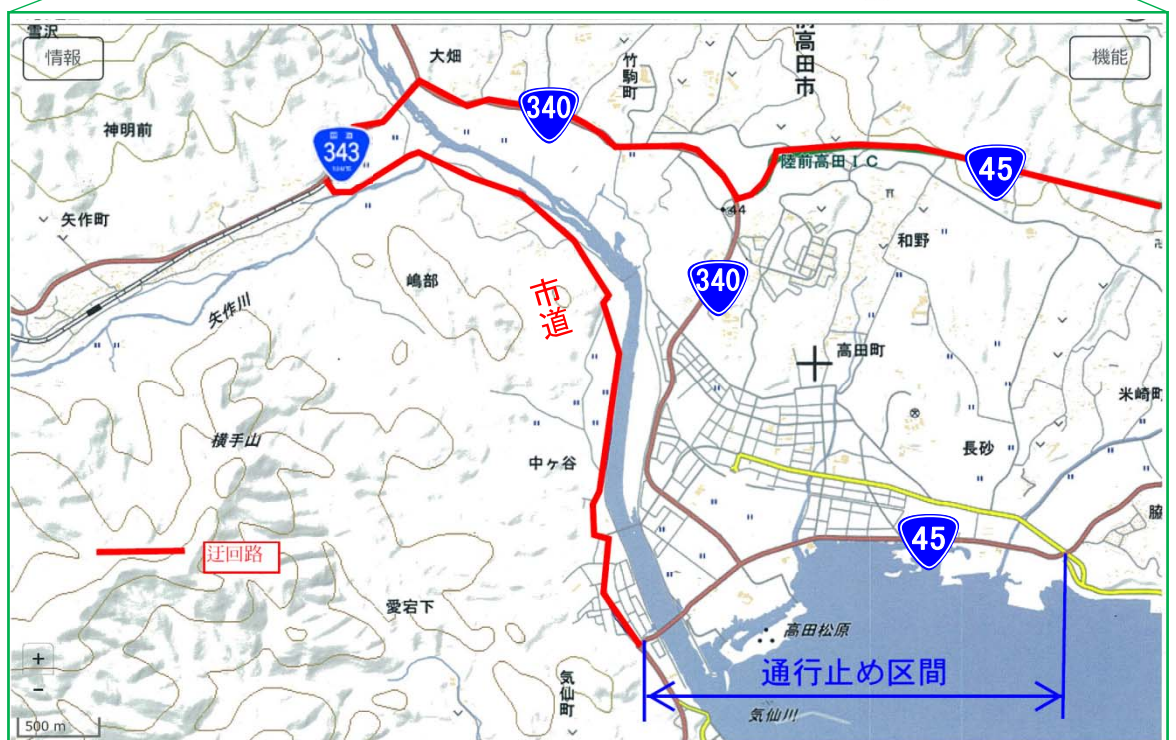 雪沢
情報
大畑
竹駒町
前高田市
機能
神明前
340
343
陸前高田IC
45
44
矢作町
和野
嶋部
340
市道
矢作川
高田町
米崎町
横手山
中ヶ谷
長砂
脇
45
迂回路
愛宕下
高田松原
通行止め区間
気仙町
気仙川
+
−
500 m